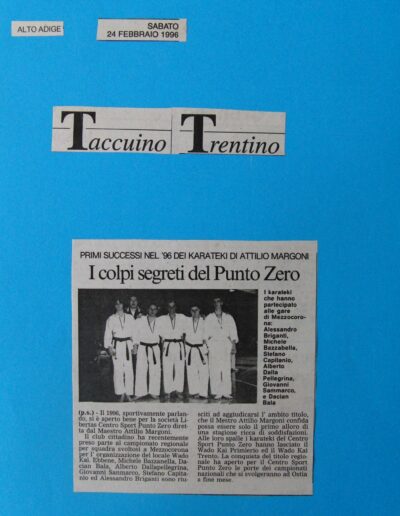 ALTO ADIGE
SABATO
24 FEBBRAIO 1996
Taccuino Trentino
PRIMI SUCCESSI NEL '96 DEI KARATEKI DI ATTILIO MARGONI
I colpi segreti del Punto Zero
I karateki
che hanno
partecipato
alle gare
di Mezzocoro-
na:
Alessandro
Briganti,
Michele
Bazzabella,
Stefano
Capitanio,
Alberto
Dalla
Pellegrina,
Giovanni
Sammarco,
e Dacian
Bala
(p.s.) - Il 1996, sportivamente parlan-
do, si è aperto bene per la società Li-
bertas Centro Sport Punto Zero diret-
ta dal Maestro Attilio Margoni.
Il club cittadino ha recentemente
preso parte al campionato regionale
per squadra svoltosi a Mezzocorona
per l'organizzazione del locale Wado
Kai. Ebbene, Michele Bazzanella, Da-
cian Bala, Alberto Dallapellegrina,
Giovanni Sammarco, Stefano Capita-
nio ed Alessandro Briganti sono riu-
sciti ad aggiudicarsi l' ambito titolo,
che il Mestro Attilio Margoni confida
possa essere solo il primo alloro di
una stagione ricca di soddisfazioni.
Alle loro spalle i karateki del Centro
Sport Punto Zero hanno lasciato il
Wado Kai Primierio ed il Wado Kai
Trento. La conquista del titolo regio-
nale ha aperto per il Centro Sport
Punto Zero le porte dei campionati
nazionali che si svolgeranno ad Ostia
a fine mese.